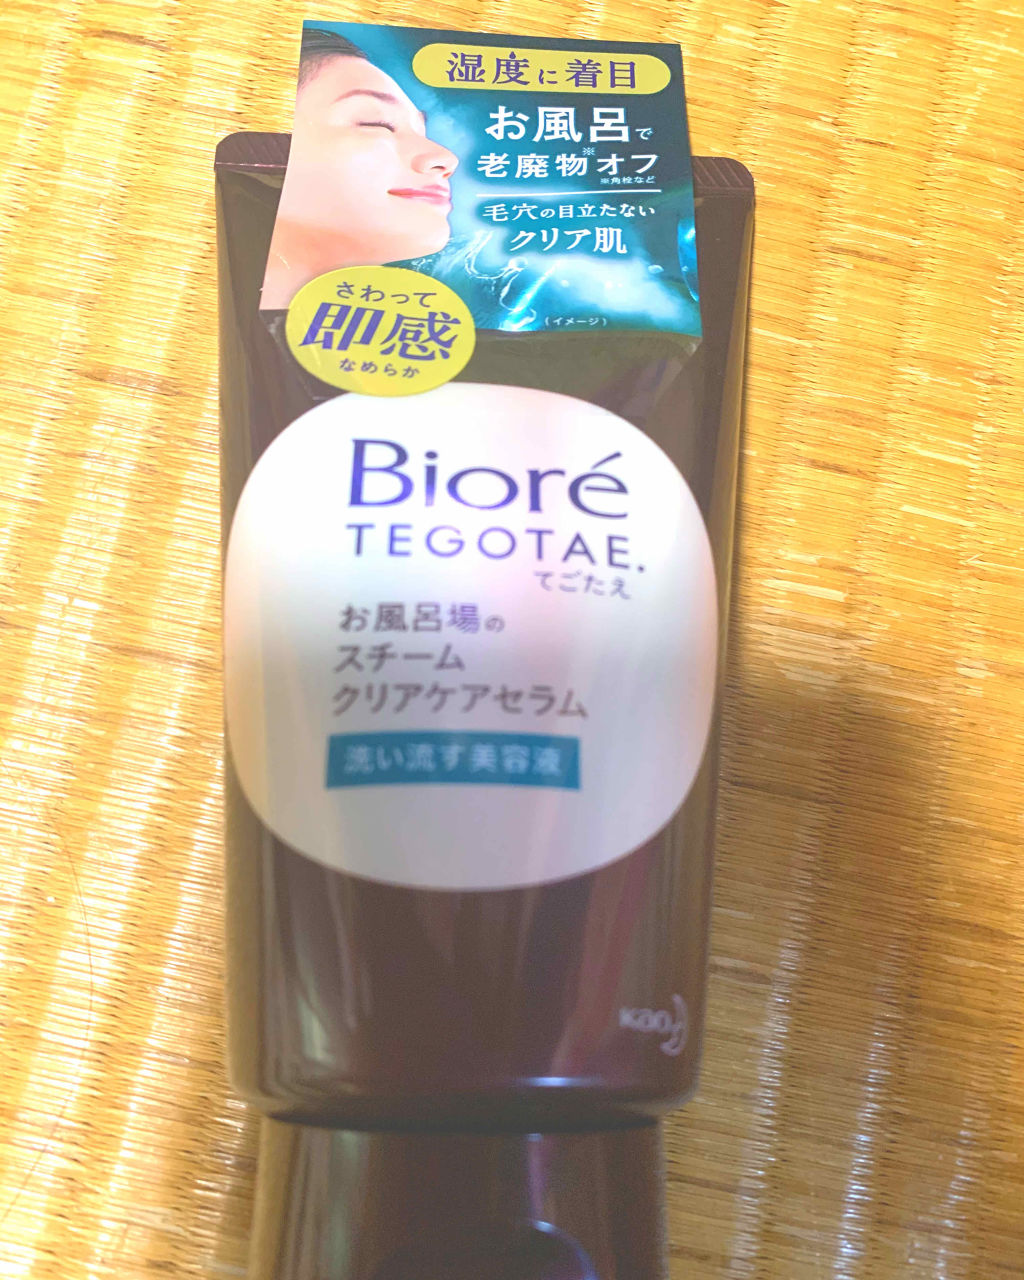 湿度に着目
お風呂で
老廃物※オフ
※角栓など
毛穴の目立たない
クリア肌
(イメージ)
さわって
即感
なめらか
Bioré
TEGOTAE.
てごたえ
お風呂場の
スチーム
クリアケアセラム
洗い流す美容液
Kao